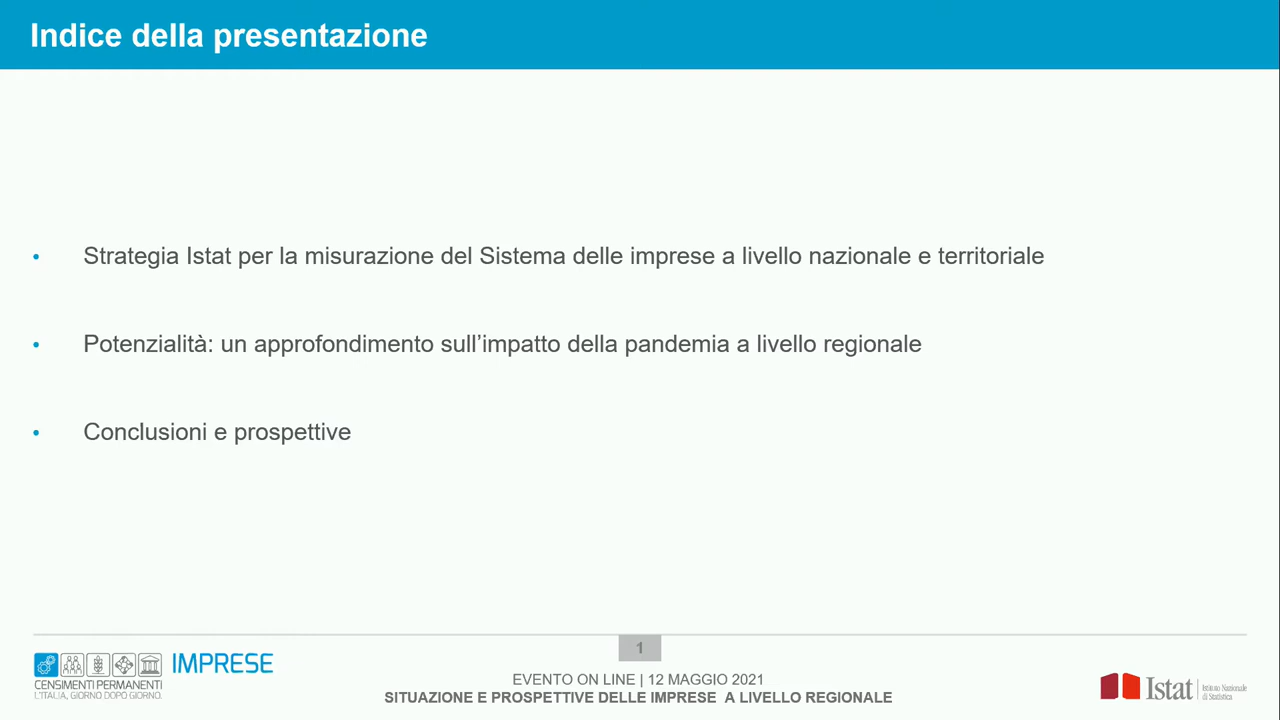 Indice della presentazione
• Strategia Istat per la misurazione del Sistema delle imprese a livello nazionale e territoriale
• Potenzialità: un approfondimento sull’impatto della pandemia a livello regionale
• Conclusioni e prospettive
1
IMPRESE
CENSIMENTI PERMANENTI
L'ITALIA, GIORNO DOPO GIORNO.
EVENTO ON LINE | 12 MAGGIO 2021
SITUAZIONE E PROSPETTIVE DELLE IMPRESE A LIVELLO REGIONALE
Istat
Istituto Nazionale
di Statistica